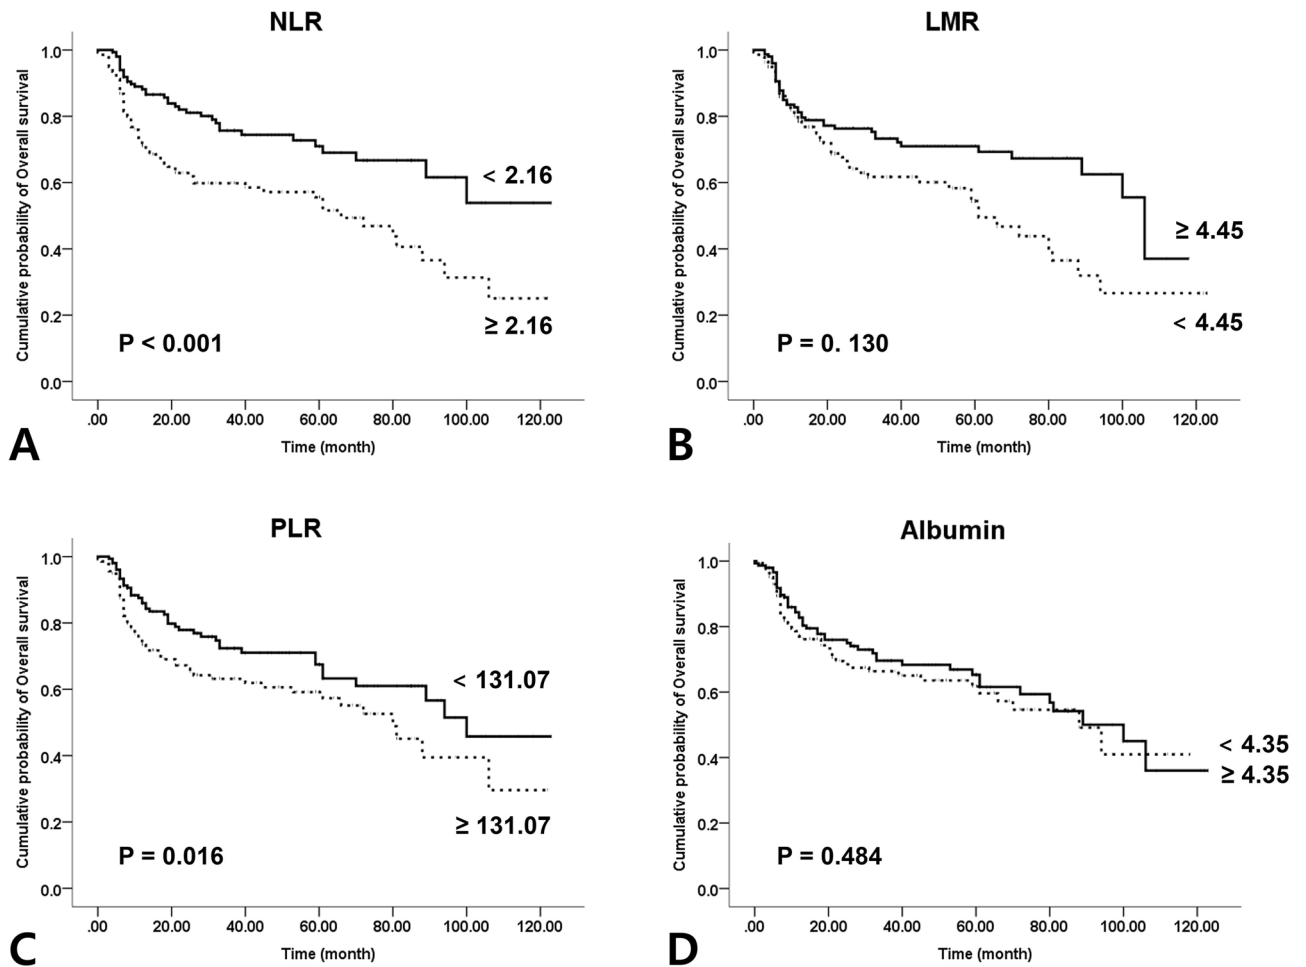 NLR
Cumulative probability of Overall survival
1.0
0.8
0.6
0.4
0.2
0.0
< 2.16
≥ 2.16
P < 0.001
.00 20.00 40.00 60.00 80.00 100.00 120.00
Time (month)
A
LMR
Cumulative probability of Overall survival
1.0
0.8
0.6
0.4
0.2
0.0
≥ 4.45
< 4.45
P = 0. 130
.00 20.00 40.00 60.00 80.00 100.00 120.00
Time (month)
B
PLR
Cumulative probability of Overall survival
1.0
0.8
0.6
0.4
0.2
0.0
< 131.07
≥ 131.07
P = 0.016
.00 20.00 40.00 60.00 80.00 100.00 120.00
Time (month)
C
Albumin
Cumulative probability of Overall survival
1.0
0.8
0.6
0.4
0.2
0.0
< 4.35
≥ 4.35
P = 0.484
.00 20.00 40.00 60.00 80.00 100.00 120.00
Time (month)
D